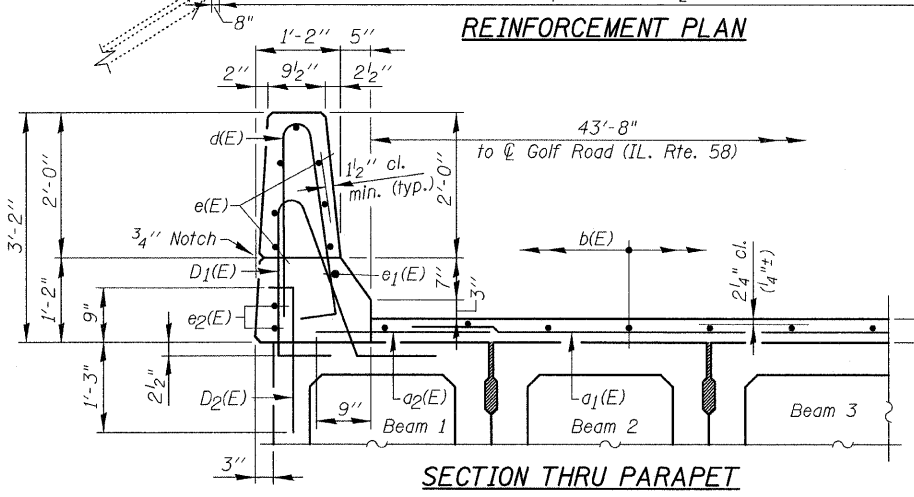 8"
REINFORCEMENT PLAN
1'-2" 5"
2" 9½" 2½"
d(E)
43'-8"
to ℄ Golf Road (IL. Rte. 58)
1½" cl.
min. (typ.)
2'-0"
2'-0"
3'-2"
e(E)
¾" Notch
b(E)
D1(E)
e1(E)
7"
3"
2¼" cl.
(¼"±)
1'-2"
9"
e2(E)
1'-3"
2½"
D2(E)
9"
a2(E)
a1(E)
Beam 1
Beam 2
Beam 3
3"
SECTION THRU PARAPET